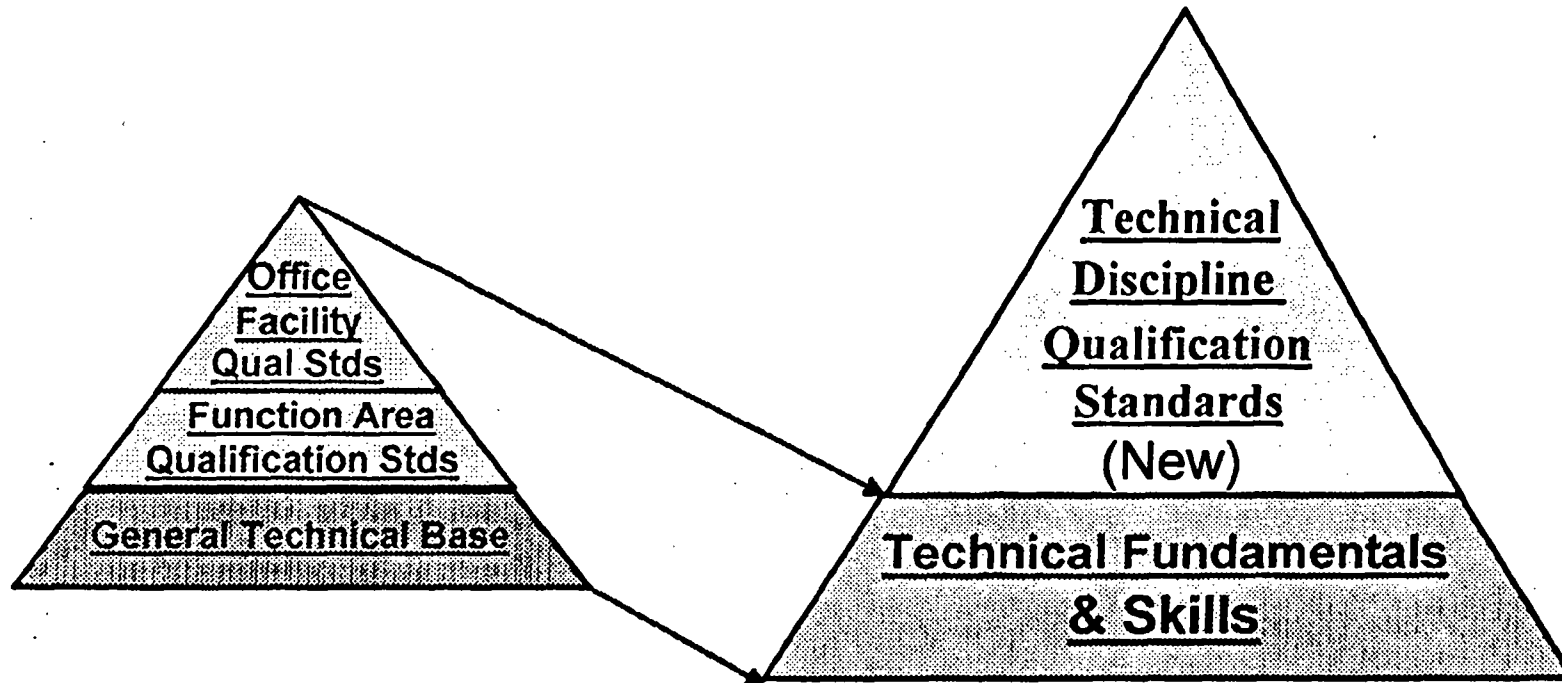 Office
Facility
Qual Stds
Function Area
Qualification Stds
General Technical Base
Technical
Discipline
Qualification
Standards
(New)
Technical Fundamentals
& Skills